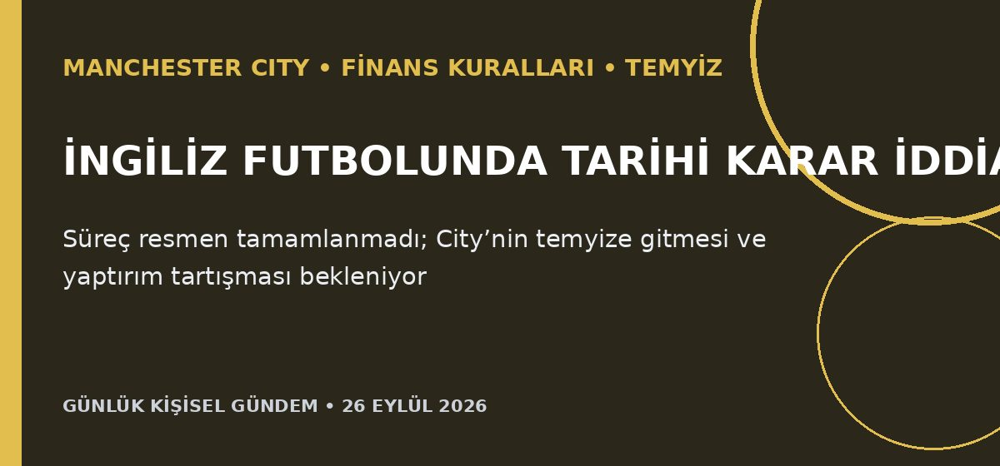 MANCHESTER CITY • FİNANS KURALLARI • TEMYİZ
İNGİLİZ FUTBOLUNDA TARİHİ KARAR İDDİA
Süreç resmen tamamlanmadı; City’nin temyize gitmesi ve
yaptırım tartışması bekleniyor
GÜNLÜK KİŞİSEL GÜNDEM • 26 EYLÜL 2026